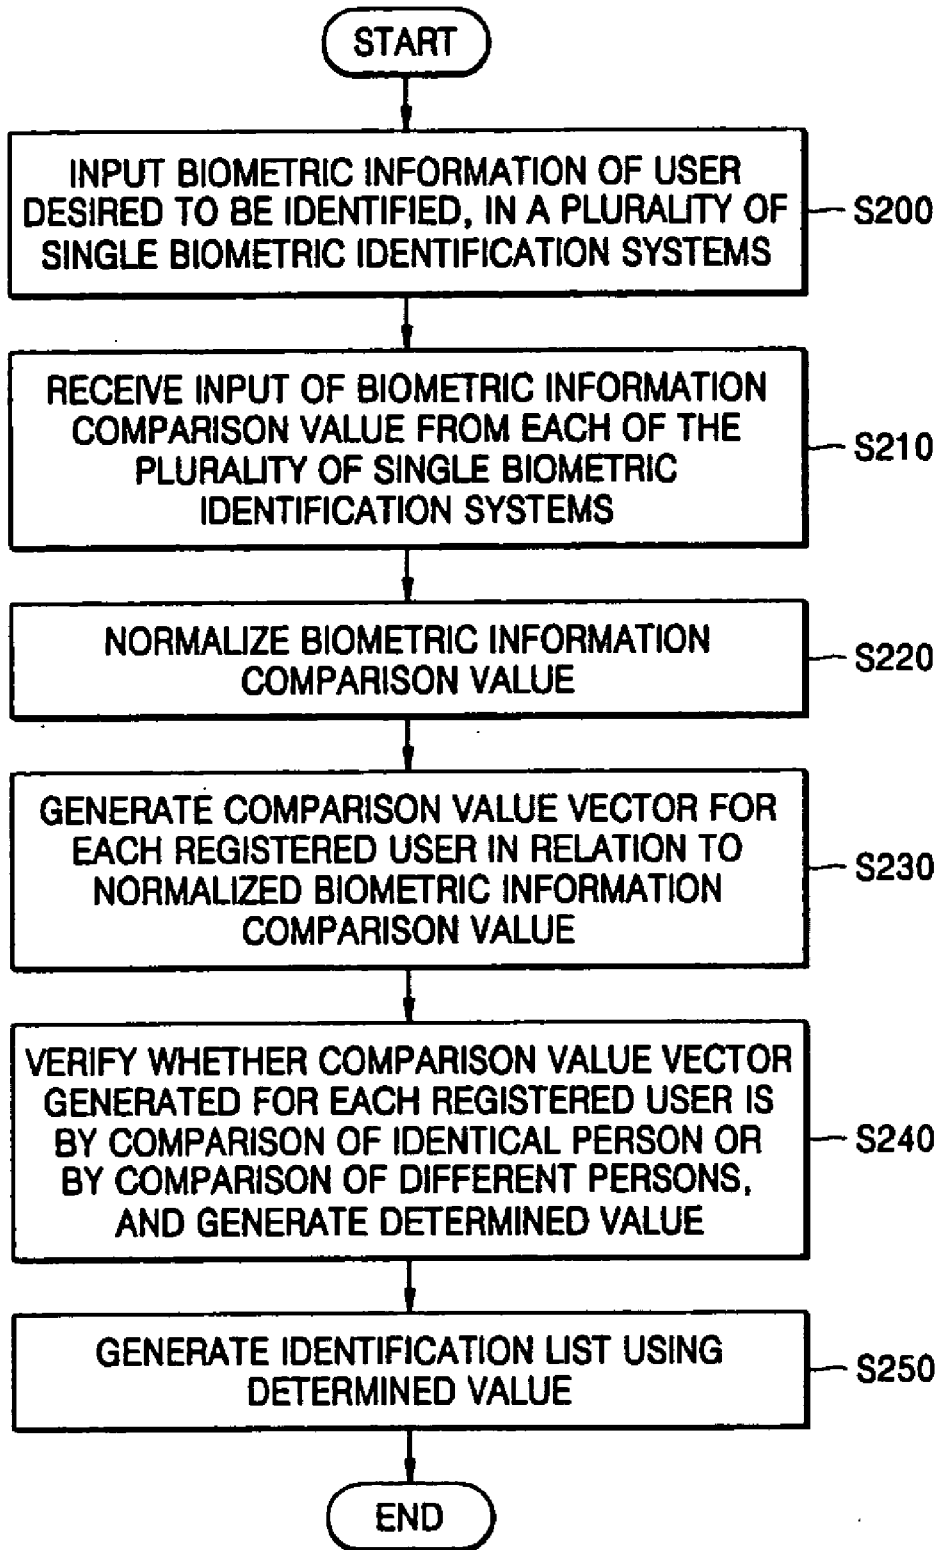 START
INPUT BIOMETRIC INFORMATION OF USER
DESIRED TO BE IDENTIFIED, IN A PLURALITY OF
SINGLE BIOMETRIC IDENTIFICATION SYSTEMS
S200
RECEIVE INPUT OF BIOMETRIC INFORMATION
COMPARISON VALUE FROM EACH OF THE
PLURALITY OF SINGLE BIOMETRIC
IDENTIFICATION SYSTEMS
S210
NORMALIZE BIOMETRIC INFORMATION
COMPARISON VALUE
S220
GENERATE COMPARISON VALUE VECTOR FOR
EACH REGISTERED USER IN RELATION TO
NORMALIZED BIOMETRIC INFORMATION
COMPARISON VALUE
S230
VERIFY WHETHER COMPARISON VALUE VECTOR
GENERATED FOR EACH REGISTERED USER IS
BY COMPARISON OF IDENTICAL PERSON OR
BY COMPARISON OF DIFFERENT PERSONS,
AND GENERATE DETERMINED VALUE
S240
GENERATE IDENTIFICATION LIST USING
DETERMINED VALUE
S250
END